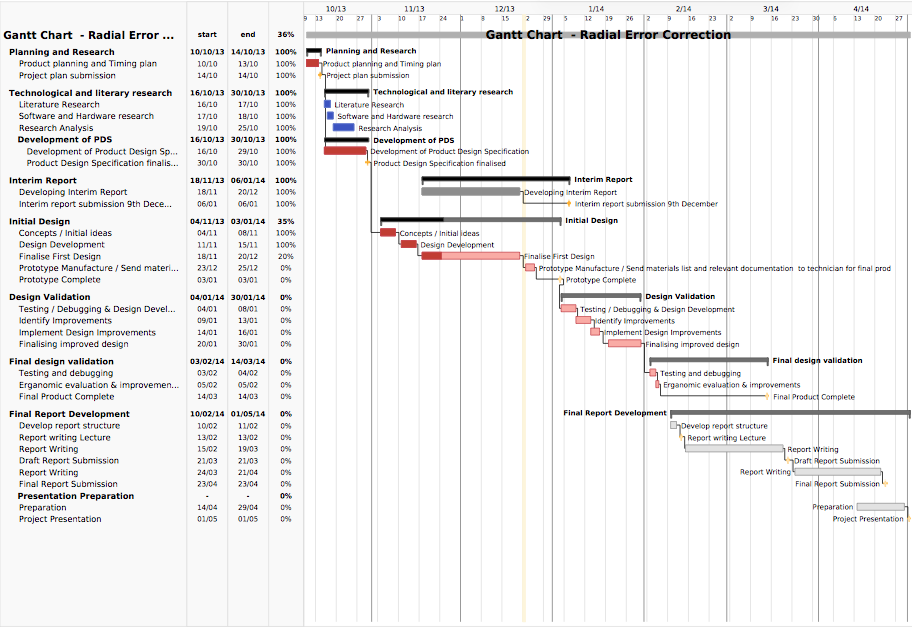 10/13 11/13 12/13 1/14 2/14 3/14 4/14
Gantt Chart - Radial Error ... start end 36% 9 13 20 27 3 10 17 24 1 8 15 22 29 5 12 19 26 2 9 16 23 2 9 16 23 30 6 13 20 27
Gantt Chart - Radial Error Correction
Planning and Research 10/10/13 14/10/13 100% Planning and Research
Product planning and Timing plan 10/10 13/10 100% Product planning and Timing plan
Project plan submission 14/10 14/10 100% Project plan submission
Technological and literary research 16/10/13 30/10/13 100% Technological and literary research
Literature Research 16/10 17/10 100% Literature Research
Software and Hardware research 17/10 18/10 100% Software and Hardware research
Research Analysis 19/10 25/10 100% Research Analysis
Development of PDS 16/10/13 30/10/13 100% Development of PDS
Development of Product Design Sp... 16/10 29/10 100% Development of Product Design Specification
Product Design Specification finalis... 30/10 30/10 100% Product Design Specification finalised
Interim Report 18/11/13 06/01/14 100% Interim Report
Developing Interim Report 18/11 20/12 100% Developing Interim Report
Interim report submission 9th Dece... 06/01 06/01 100% Interim report submission 9th December
Initial Design 04/11/13 03/01/14 35% Initial Design
Concepts / Initial ideas 04/11 08/11 100% Concepts / Initial ideas
Design Development 11/11 15/11 100% Design Development
Finalise First Design 18/11 20/12 20% Finalise First Design
Prototype Manufacture / Send materi... 23/12 25/12 0% Prototype Manufacture / Send materials list and relevant documentation to technician for final prod
Prototype Complete 03/01 03/01 0% Prototype Complete
Design Validation 04/01/14 30/01/14 0% Design Validation
Testing / Debugging & Design Devel... 04/01 08/01 0% Testing / Debugging & Design Development
Identify Improvements 09/01 13/01 0% Identify Improvements
Implement Design Improvements 14/01 16/01 0% Implement Design Improvements
Finalising improved design 20/01 30/01 0% Finalising improved design
Final design validation 03/02/14 14/03/14 0% Final design validation
Testing and debugging 03/02 04/02 0% Testing and debugging
Erganomic evaluation & improvemen... 05/02 05/02 0% Erganomic evaluation & improvements
Final Product Complete 14/03 14/03 0% Final Product Complete
Final Report Development 10/02/14 01/05/14 0% Final Report Development
Develop report structure 10/02 11/02 0% Develop report structure
Report writing Lecture 13/02 13/02 0% Report writing Lecture
Report Writing 15/02 19/03 0% Report Writing
Draft Report Submission 21/03 21/03 0% Draft Report Submission
Report Writing 24/03 21/04 0% Report Writing
Final Report Submission 23/04 23/04 0% Final Report Submission
Presentation Preparation - - 0%
Preparation 14/04 29/04 0% Preparation
Project Presentation 01/05 01/05 0% Project Presentation